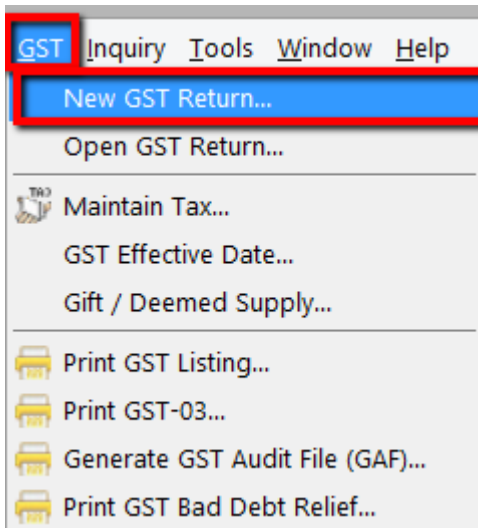 GST Inquiry Tools Window Help
New GST Return...
Open GST Return...
TAX
Maintain Tax...
GST Effective Date...
Gift / Deemed Supply...
Print GST Listing...
Print GST-03...
Generate GST Audit File (GAF)...
Print GST Bad Debt Relief...